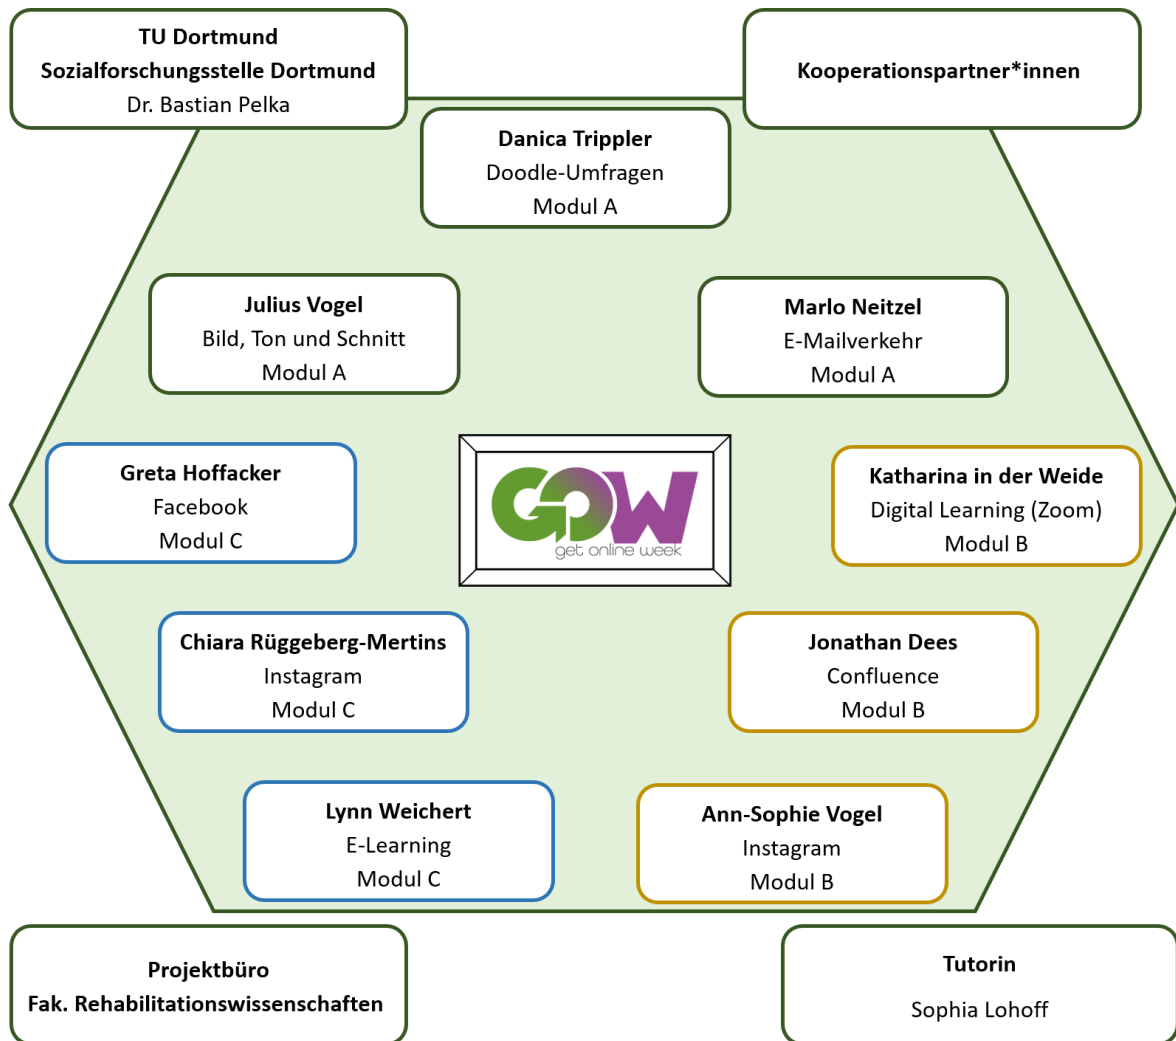 TU Dortmund
Sozialforschungsstelle Dortmund
Dr. Bastian Pelka
Kooperationspartner*innen
Danica Trippler
Doodle-Umfragen
Modul A
Julius Vogel
Bild, Ton und Schnitt
Modul A
Marlo Neitzel
E-Mailverkehr
Modul A
Greta Hoffacker
Facebook
Modul C
GOW
get online week
Katharina in der Weide
Digital Learning (Zoom)
Modul B
Chiara Rüggeberg-Mertins
Instagram
Modul C
Jonathan Dees
Confluence
Modul B
Lynn Weichert
E-Learning
Modul C
Ann-Sophie Vogel
Instagram
Modul B
Projektbüro
Fak. Rehabilitationswissenschaften
Tutorin
Sophia Lohoff